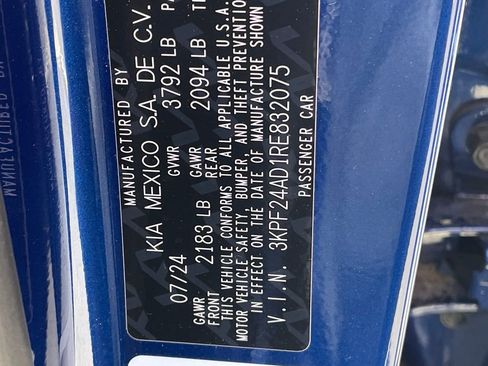 MANUFACTURED BY
KIA MEXICO S.A. DE C.V.
07/24 GVWR 3792 LB
GAWR FRONT 2183 LB GAWR REAR 2094 LB
THIS VEHICLE CONFORMS TO ALL APPLICABLE U.S.A.
MOTOR VEHICLE SAFETY, BUMPER, AND THEFT PREVENTION
IN EFFECT ON THE DATE OF MANUFACTURE SHOWN
V.I.N. 3KPF24AD1RE832075
PASSENGER CAR